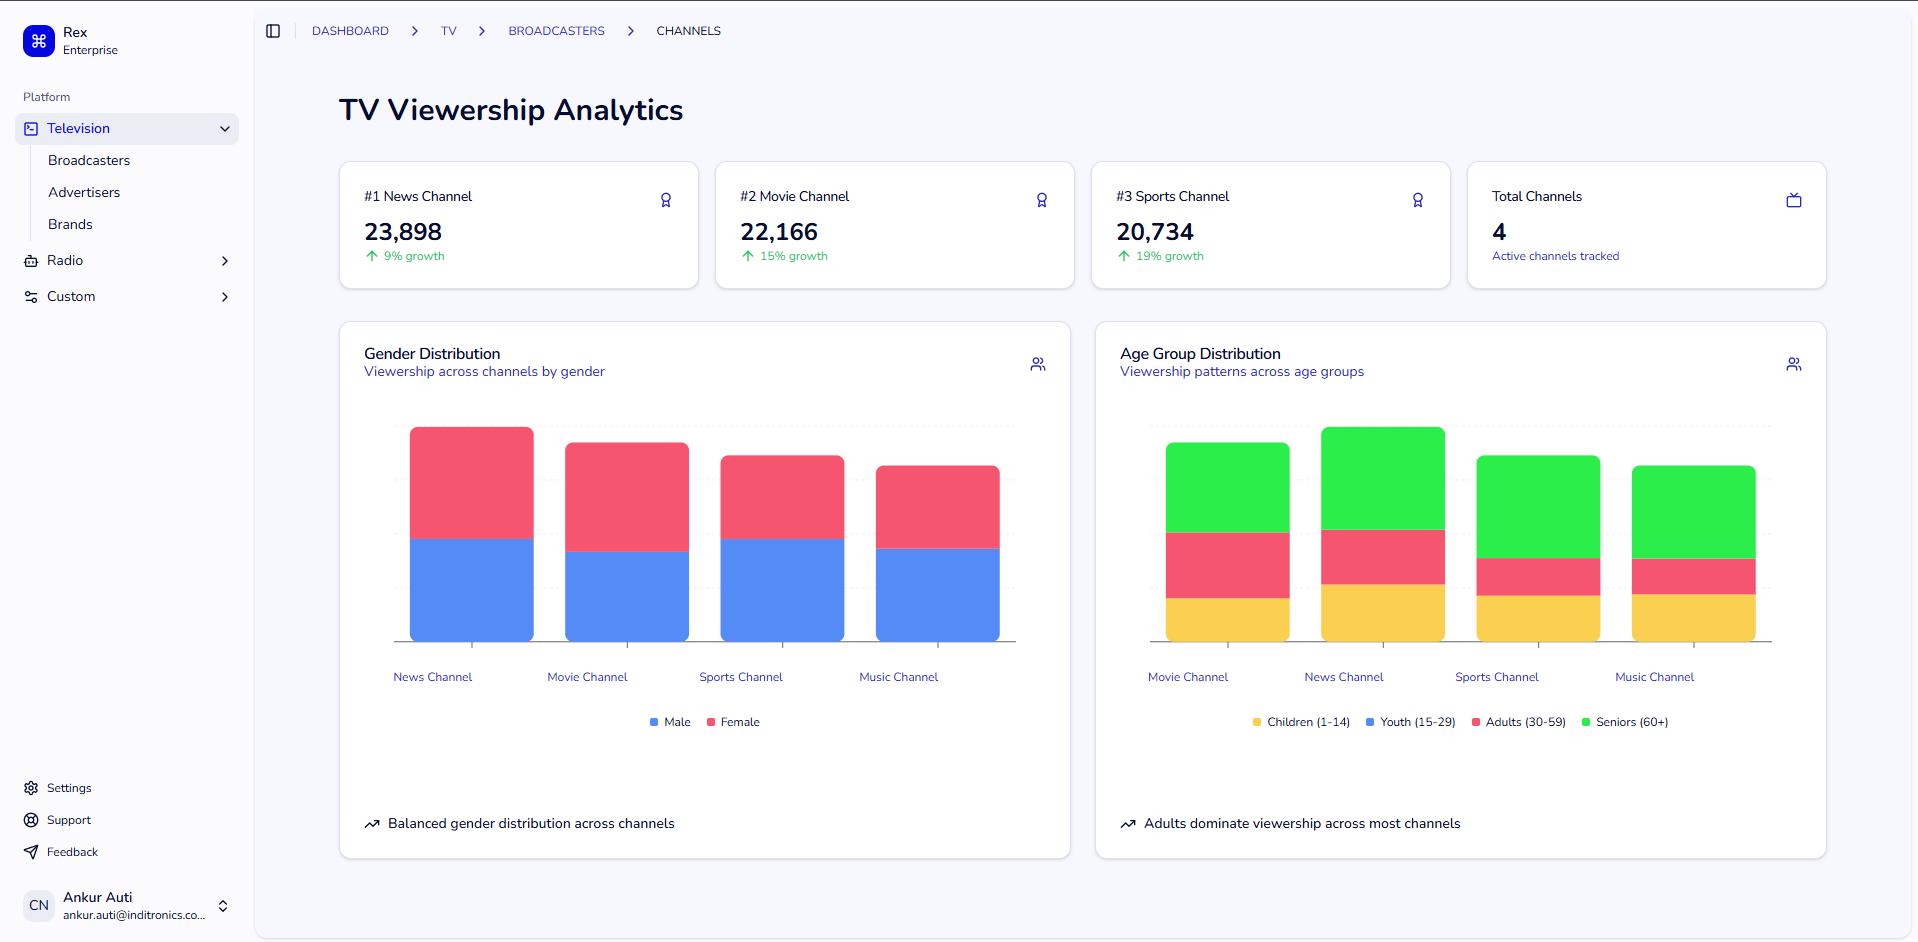 Rex
Enterprise
Platform
Television
Broadcasters
Advertisers
Brands
Radio
Custom
Settings
Support
Feedback
CN
Ankur Auti
ankur.auti@inditronics.co...
DASHBOARD > TV > BROADCASTERS > CHANNELS
TV Viewership Analytics
#1 News Channel
23,898
9% growth
#2 Movie Channel
22,166
15% growth
#3 Sports Channel
20,734
19% growth
Total Channels
4
Active channels tracked
Gender Distribution
Viewership across channels by gender
News Channel Movie Channel Sports Channel Music Channel
Male Female
Balanced gender distribution across channels
Age Group Distribution
Viewership patterns across age groups
Movie Channel News Channel Sports Channel Music Channel
Children (1-14) Youth (15-29) Adults (30-59) Seniors (60+)
Adults dominate viewership across most channels